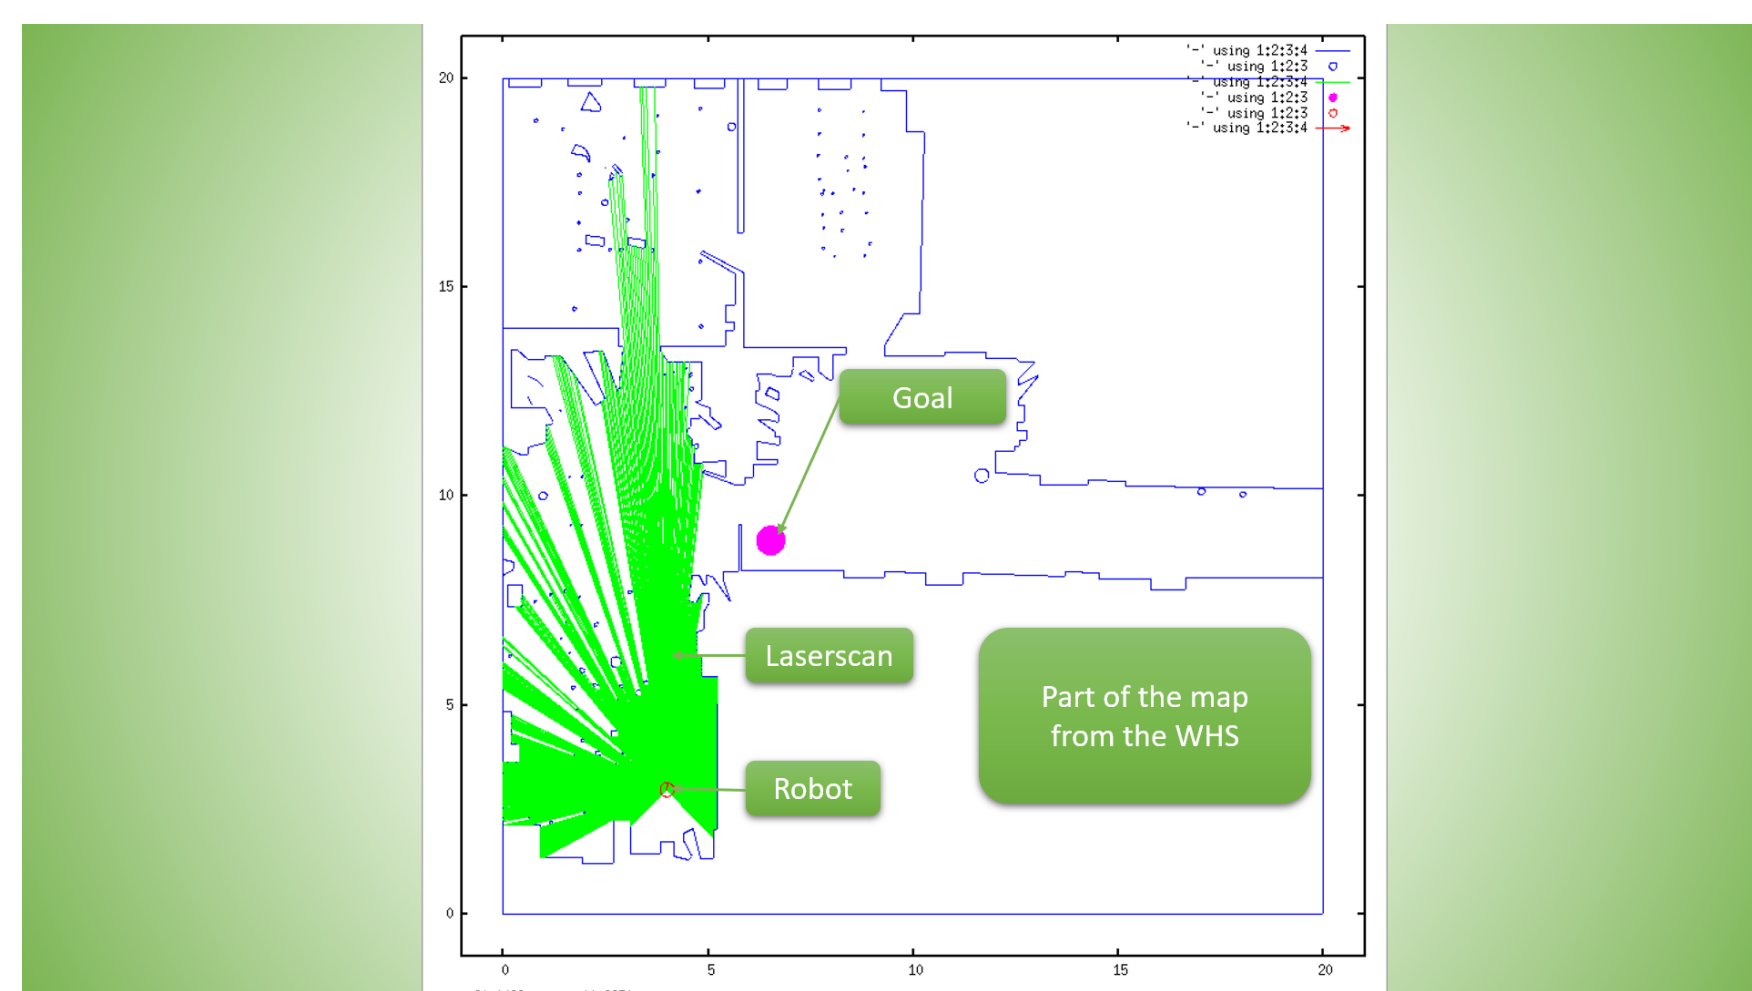 '-' using 1:2:3:4
'-' using 1:2:3
'-' using 1:2:3:4
'-' using 1:2:3
'-' using 1:2:3
'-' using 1:2:3:4
20
15
Goal
10
Laserscan
Part of the map
from the WHS
5
Robot
0
0 5 10 15 20